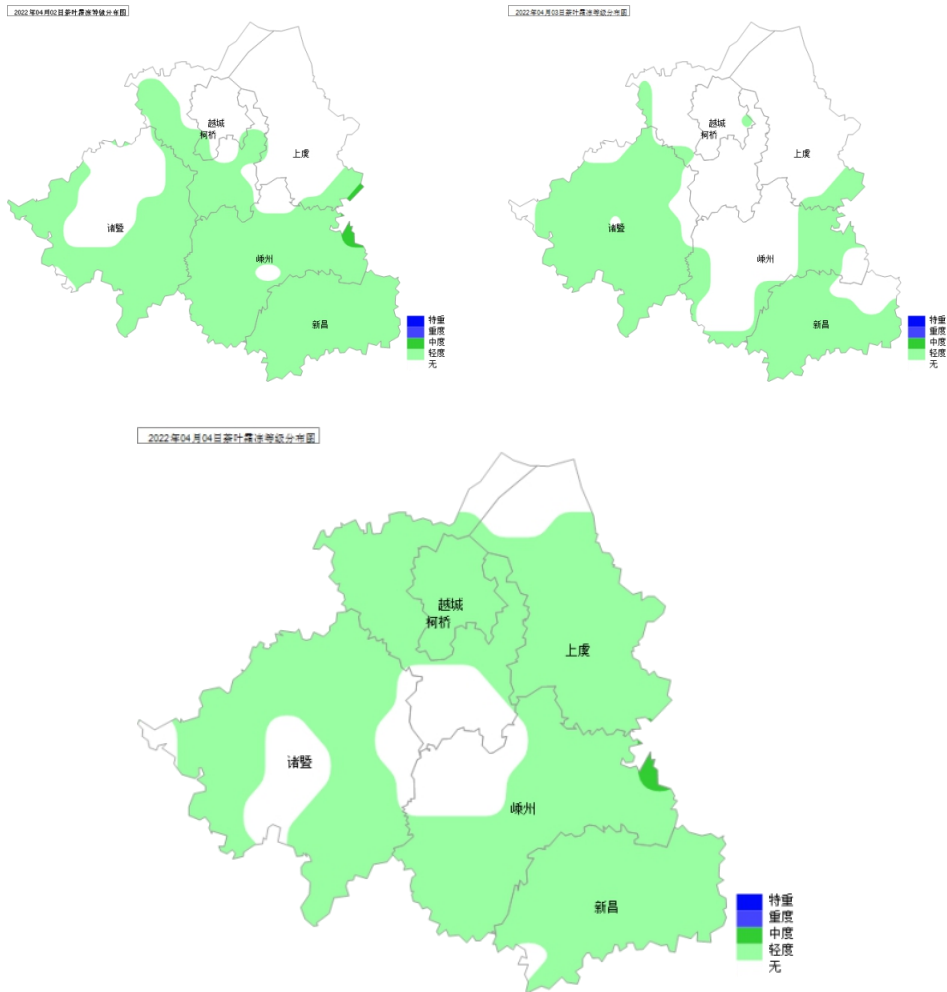 2022年04月02日茶叶霜冻等级分布图
越城
柯桥
上虞
诸暨
嵊州
新昌
特重
重度
中度
轻度
无
2022年04月03日茶叶霜冻等级分布图
越城
柯桥
上虞
诸暨
嵊州
新昌
特重
重度
中度
轻度
无
2022年04月04日茶叶霜冻等级分布图
越城
柯桥
上虞
诸暨
嵊州
新昌
特重
重度
中度
轻度
无